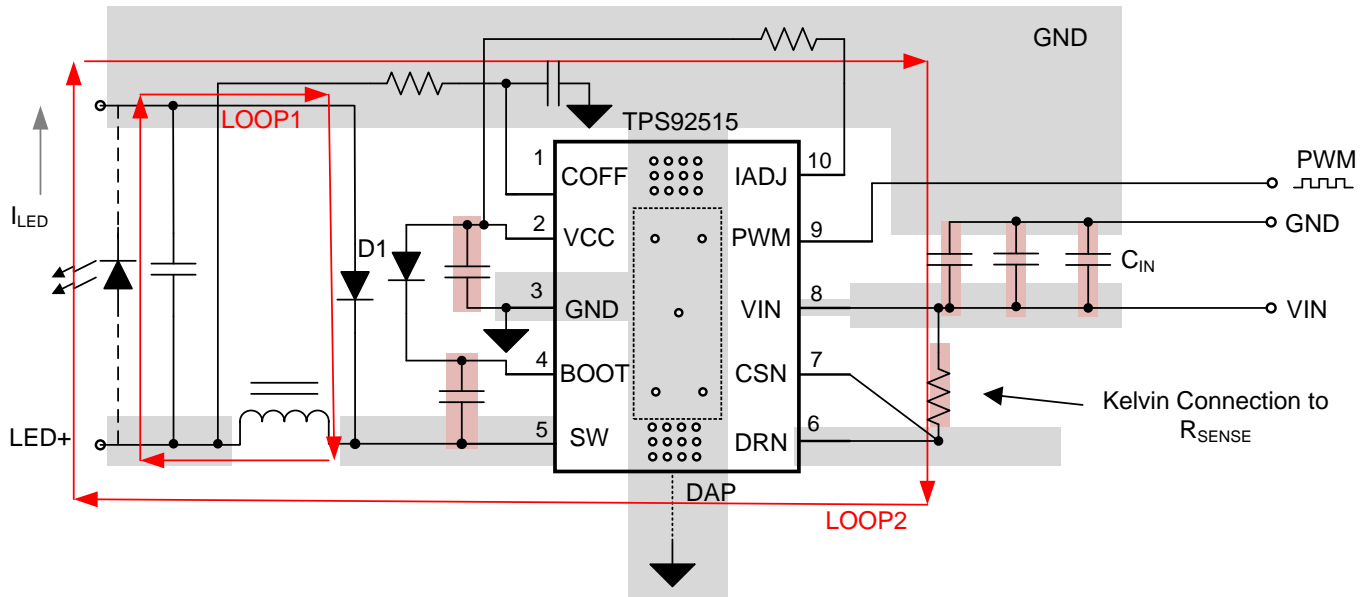 GND
LOOP1
TPS92515
1
COFF
IADJ
10
PWM
I_LED
2
VCC
PWM
9
GND
D1
C_IN
3
GND
VIN
8
VIN
4
BOOT
CSN
7
Kelvin Connection to
R_SENSE
LED+
5
SW
DRN
6
DAP
LOOP2